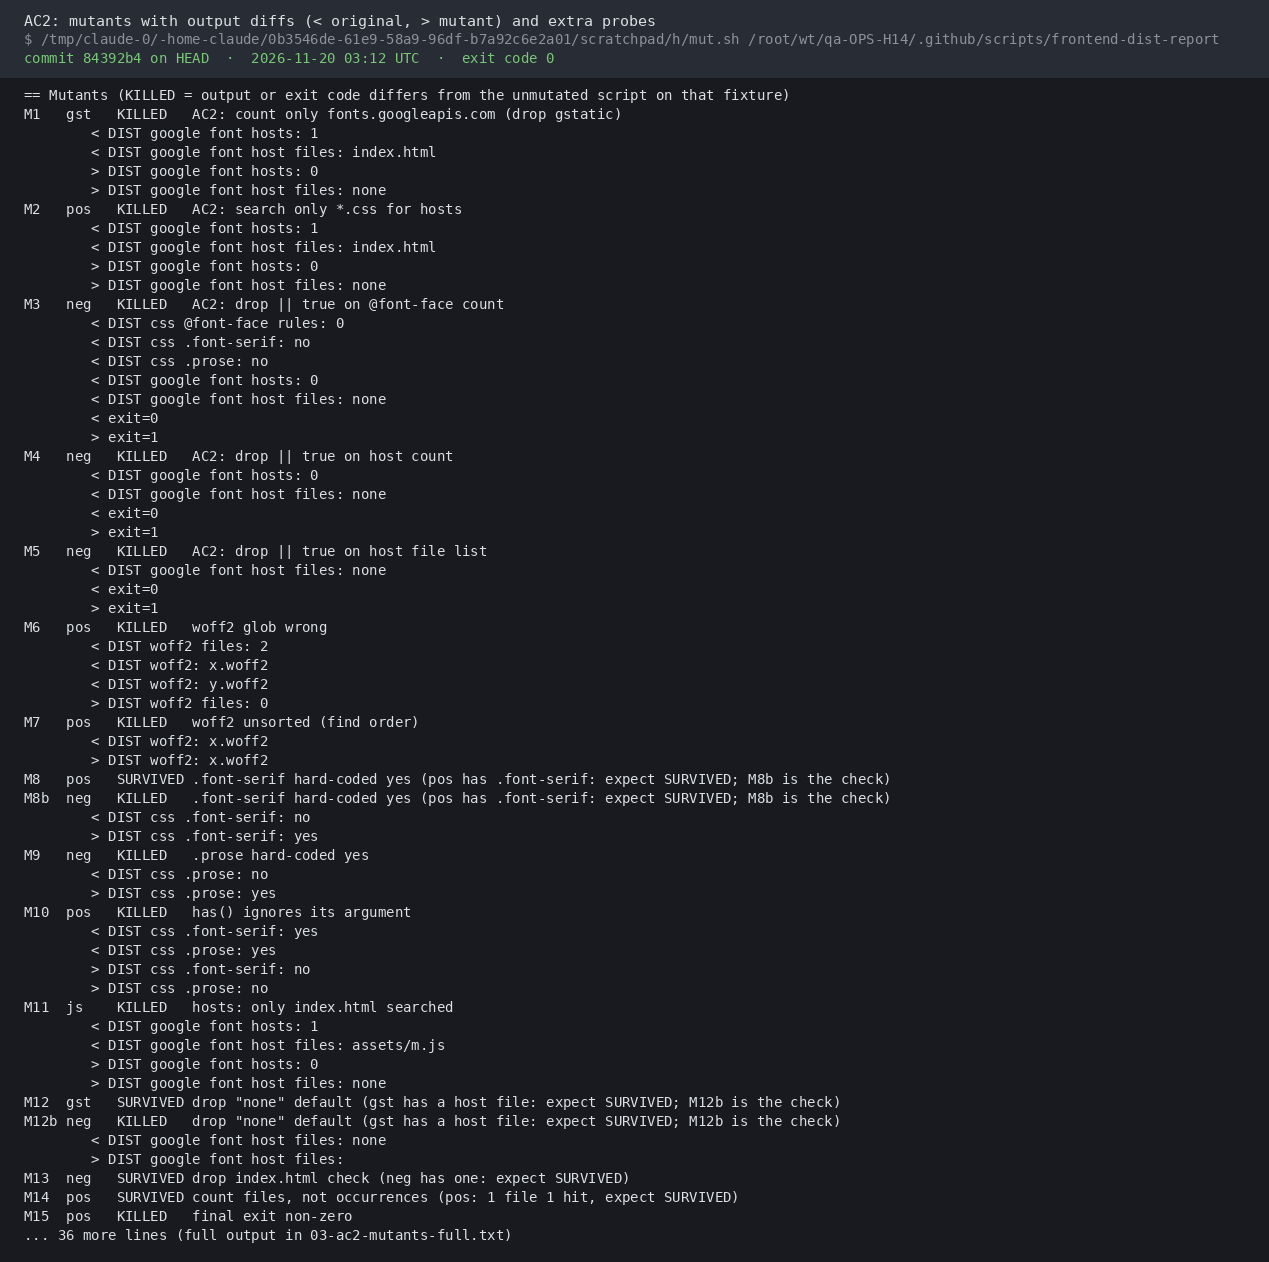 AC2: mutants with output diffs (< original, > mutant) and extra probes
$ /tmp/claude-0/-home-claude/0b3546de-61e9-58a9-96df-b7a92c6e2a01/scratchpad/h/mut.sh /root/wt/qa-OPS-H14/.github/scripts/frontend-dist-report
commit 84392b4 on HEAD  ·  2026-11-20 03:12 UTC  ·  exit code 0
== Mutants (KILLED = output or exit code differs from the unmutated script on that fixture)
M1   gst   KILLED   AC2: count only fonts.googleapis.com (drop gstatic)
        < DIST google font hosts: 1
        < DIST google font host files: index.html
        > DIST google font hosts: 0
        > DIST google font host files: none
M2   pos   KILLED   AC2: search only *.css for hosts
        < DIST google font hosts: 1
        < DIST google font host files: index.html
        > DIST google font hosts: 0
        > DIST google font host files: none
M3   neg   KILLED   AC2: drop || true on @font-face count
        < DIST css @font-face rules: 0
        < DIST css .font-serif: no
        < DIST css .prose: no
        < DIST google font hosts: 0
        < DIST google font host files: none
        < exit=0
        > exit=1
M4   neg   KILLED   AC2: drop || true on host count
        < DIST google font hosts: 0
        < DIST google font host files: none
        < exit=0
        > exit=1
M5   neg   KILLED   AC2: drop || true on host file list
        < DIST google font host files: none
        < exit=0
        > exit=1
M6   pos   KILLED   woff2 glob wrong
        < DIST woff2 files: 2
        < DIST woff2: x.woff2
        < DIST woff2: y.woff2
        > DIST woff2 files: 0
M7   pos   KILLED   woff2 unsorted (find order)
        < DIST woff2: x.woff2
        > DIST woff2: x.woff2
M8   pos   SURVIVED .font-serif hard-coded yes (pos has .font-serif: expect SURVIVED; M8b is the check)
M8b  neg   KILLED   .font-serif hard-coded yes (pos has .font-serif: expect SURVIVED; M8b is the check)
        < DIST css .font-serif: no
        > DIST css .font-serif: yes
M9   neg   KILLED   .prose hard-coded yes
        < DIST css .prose: no
        > DIST css .prose: yes
M10  pos   KILLED   has() ignores its argument
        < DIST css .font-serif: yes
        < DIST css .prose: yes
        > DIST css .font-serif: no
        > DIST css .prose: no
M11  js    KILLED   hosts: only index.html searched
        < DIST google font hosts: 1
        < DIST google font host files: assets/m.js
        > DIST google font hosts: 0
        > DIST google font host files: none
M12  gst   SURVIVED drop "none" default (gst has a host file: expect SURVIVED; M12b is the check)
M12b neg   KILLED   drop "none" default (gst has a host file: expect SURVIVED; M12b is the check)
        < DIST google font host files: none
        > DIST google font host files:
M13  neg   SURVIVED drop index.html check (neg has one: expect SURVIVED)
M14  pos   SURVIVED count files, not occurrences (pos: 1 file 1 hit, expect SURVIVED)
M15  pos   KILLED   final exit non-zero
... 36 more lines (full output in 03-ac2-mutants-full.txt)